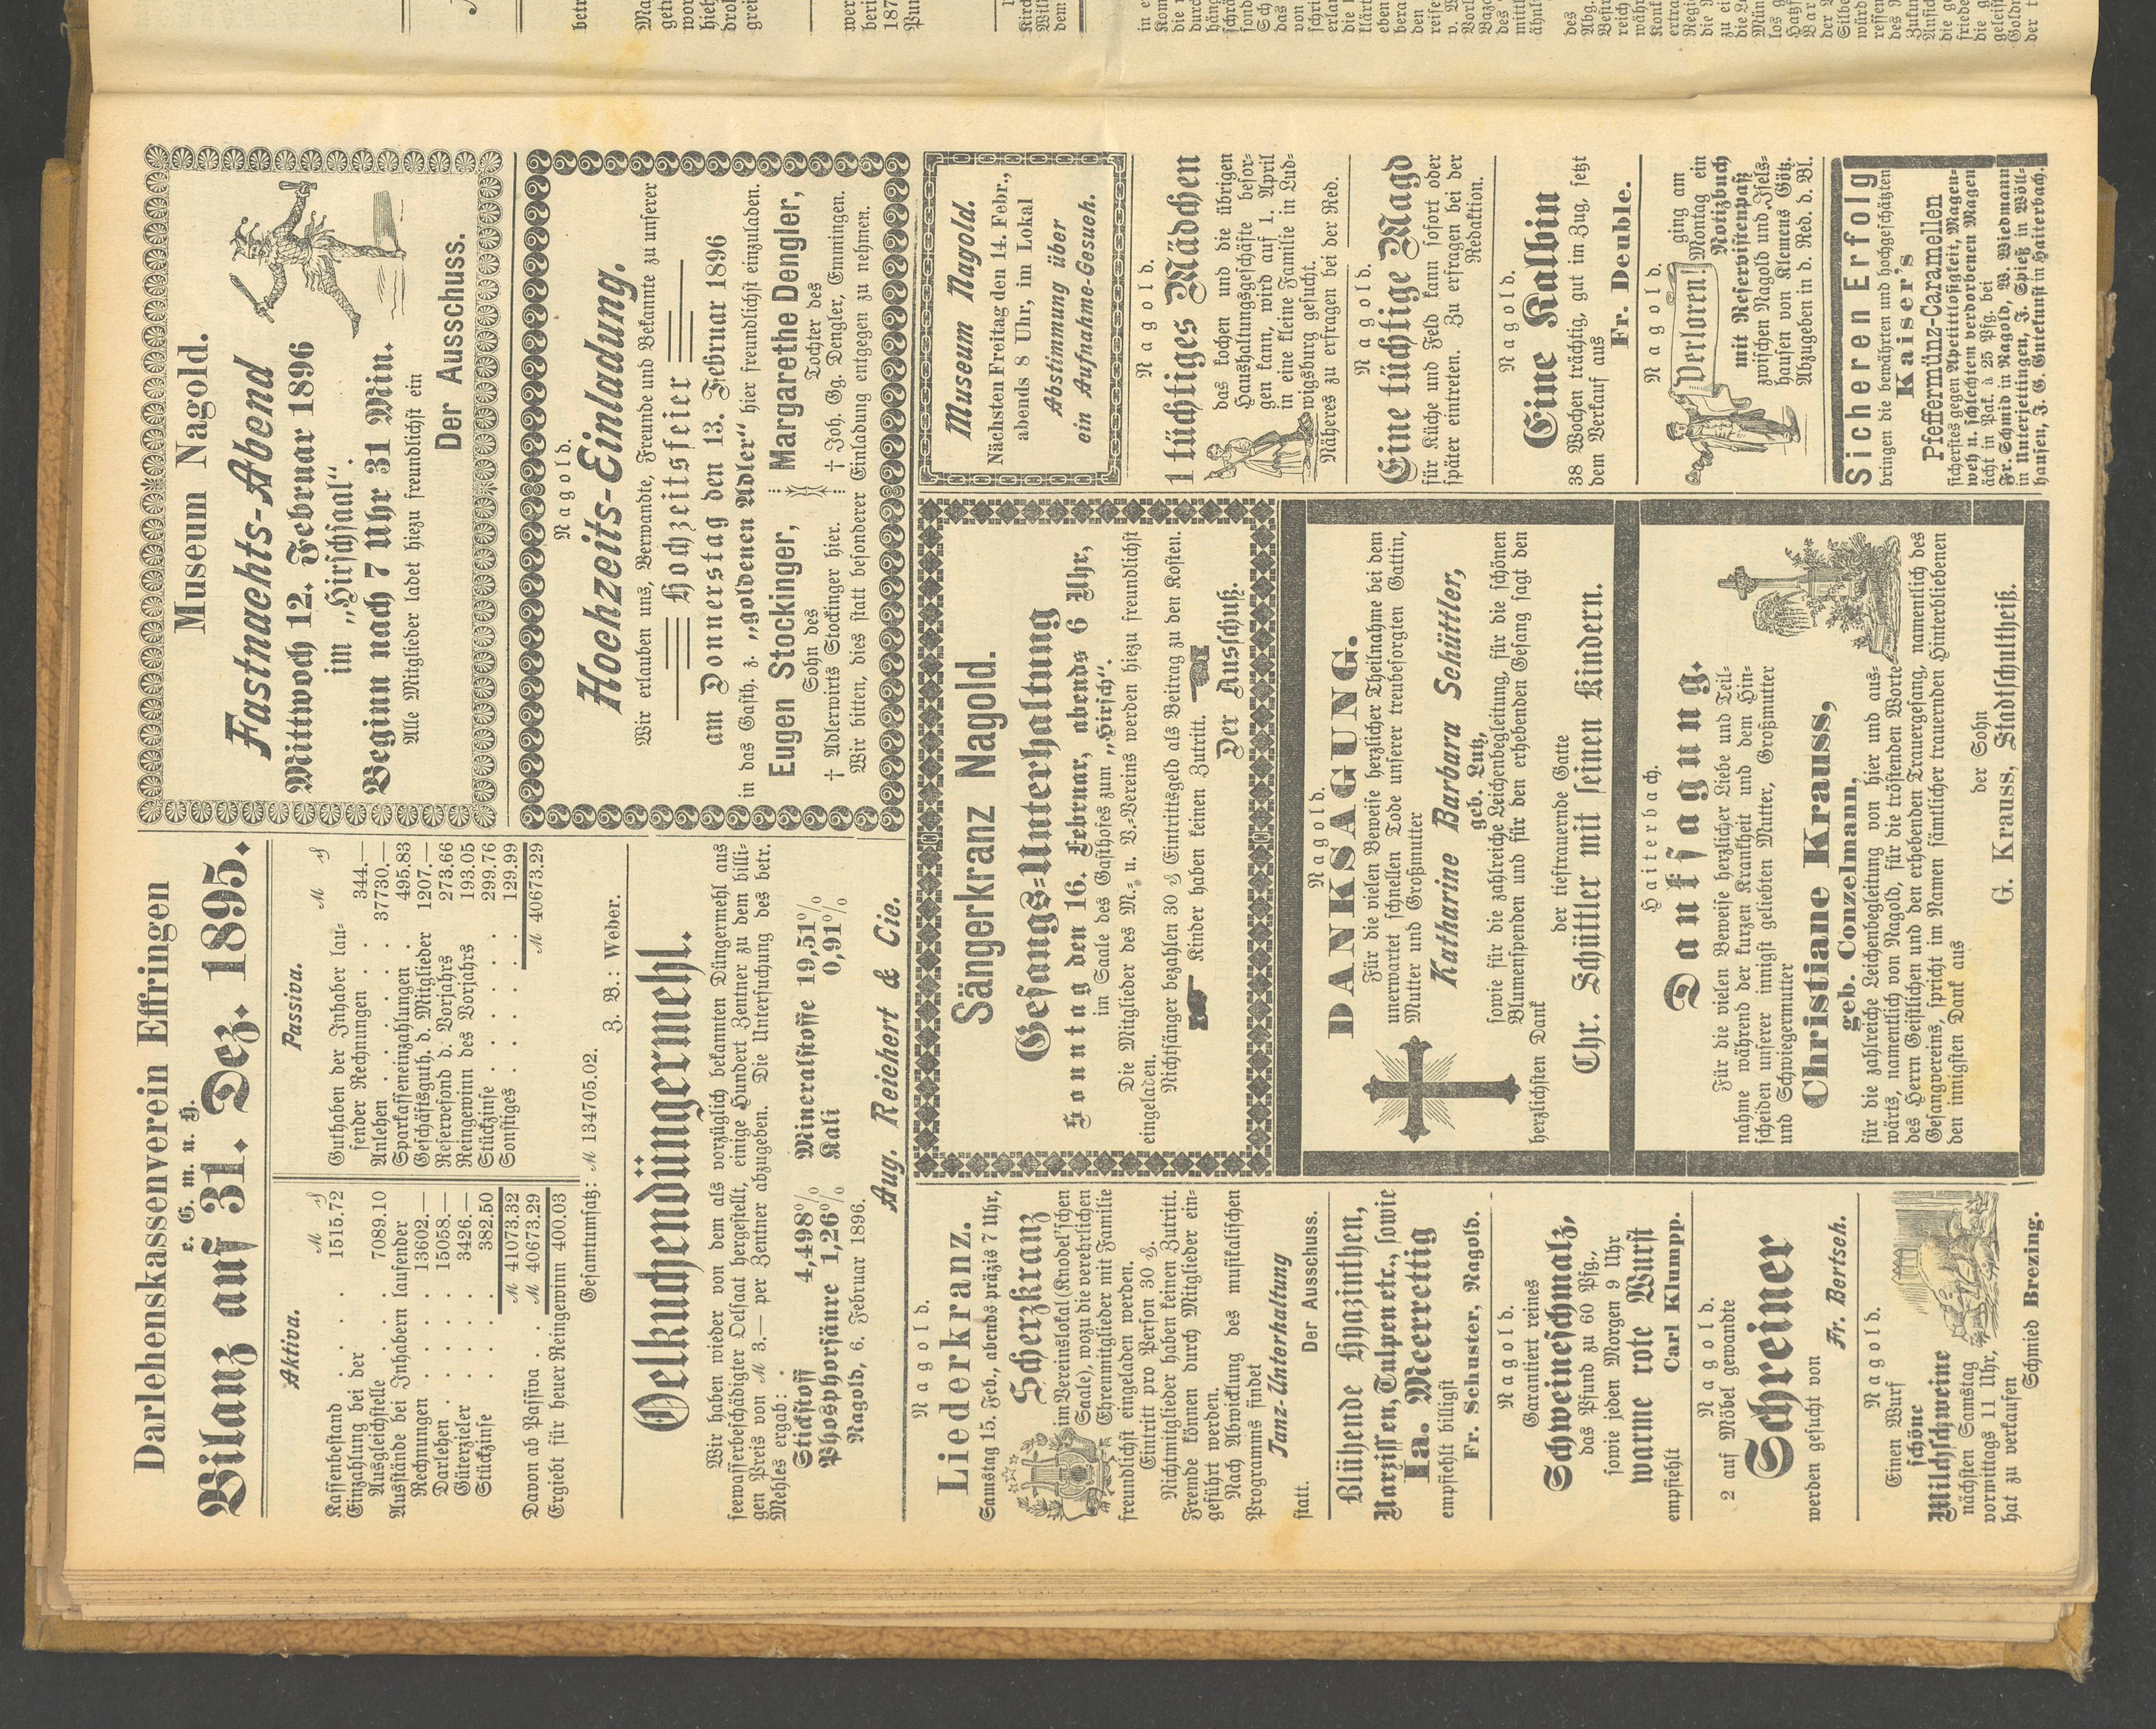 Darlehenskassenverein Effringen
e. G. m. u. H.
Bilanz auf 31. Dez. 1895.
Aktiva.
M ₰
Kassenbestand . . . . 1515.72
Einzahlung bei der
Ausgleichstelle . . . 7089.10
Ausstände bei Inhabern laufender
Rechnungen . . . . 13602.—
Darlehen . . . . . 15058.—
Güterzieler . . . . 3426.—
Stückzinse . . . . 382.50
M 41073.32
Davon ab Passiva . . M 40673.29
Ergiebt für heuer Reingewinn 400.03
Passiva.
M ₰
Guthaben der Inhaber lau-
fender Rechnungen . . 344.—
Anlehen . . . . . 37730.—
Sparkasseneinzahlungen . 495.83
Geschäftsguth. d. Mitglieder 1207.—
Reservefond d. Vorjahrs 273.66
Reingewinn des Vorjahrs 193.05
Stückzinse . . . . . 299.76
Sonstiges . . . . . 129.99
M 40673.29
Gesamtumsatz: M 134705.02.
Z. B.: Weber.
Oelkuchendüngermehl.
Wir haben wieder von dem als vorzüglich bekannten Düngermehl aus
seewasserbeschädigter Oelsaat hergestellt, einige Hundert Zentner zu dem billi-
gen Preis von M 3.— per Zentner abzugeben. Die Untersuchung des betr.
Mehles ergab:
Stickstoff 4,498% Mineralstoffe 19,51%
Phosphorsäure 1,26% Kali 0,91%
Nagold, 6. Februar 1896.
Aug. Reichert & Cie.
Museum Nagold.
Fastnachts-Abend
Mittwoch 12. Februar 1896
im „Hirschsaal".
Beginn nach 7 Uhr 31 Min.
Alle Mitglieder ladet hiezu freundlichst ein
Der Ausschuss.
Nagold.
Hochzeits-Einladung.
Wir erlauben uns, Verwandte, Freunde und Bekannte zu unserer
Hochzeitsfeier
am Donnerstag den 13. Februar 1896
in das Gasth. z. „goldenen Adler" hier freundlichst einzuladen.
Eugen Stockinger, Margarethe Dengler,
Sohn des Tochter des
† Adlerwirts Stockinger hier. † Joh. Gg. Dengler, Emmingen.
Wir bitten, dies statt besonderer Einladung entgegen zu nehmen.
Nagold.
Liederkranz.
Samstag 15. Feb., abends präzis 7 Uhr,
Scherzkranz
im Vereinslokal (Knodel'schen
Saale), wozu die verehrlichen
Ehrenmitglieder mit Familie
freundlichst eingeladen werden.
Eintritt pro Person 30 ₰.
Nichtmitglieder haben keinen Zutritt.
Fremde können durch Mitglieder ein-
geführt werden.
Nach Abwicklung des musikalischen
Programms findet
Tanz-Unterhaltung
statt. Der Ausschuss.
Blühende Hyazinthen,
Narzissen, Tulpen etc., sowie
Ia. Meerrettig
empfiehlt billigst
Fr. Schuster, Nagold.
Nagold.
Garantiert reines
Schweineschmalz,
das Pfund zu 60 Pfg.,
sowie jeden Morgen 9 Uhr
warme rote Wurst
empfiehlt Carl Klumpp.
Nagold.
2 auf Möbel gewandte
Schreiner
werden gesucht von
Fr. Bertsch.
Nagold.
Einen Wurf
schöne
Milchschweine
nächsten Samstag
vormittags 11 Uhr,
hat zu verkaufen
Schmied Brezing.
Sängerkranz Nagold.
Gesangs-Unterhaltung
Sonntag den 16. Februar, abends 6 Uhr,
im Saale des Gasthofes zum „Hirsch".
Die Mitglieder des M.- u. V.-Vereins werden hiezu freundlichst
eingeladen.
Nichtsänger bezahlen 30 ₰ Eintrittsgeld als Beitrag zu den Kosten.
Kinder haben keinen Zutritt.
Der Ausschuß.
Nagold.
DANKSAGUNG.
Für die vielen Beweise herzlicher Theilnahme bei dem
unerwartet schnellen Tode unserer treubesorgten Gatin,
Mutter und Großmutter
Katharine Barbara Schüttler,
geb. Lutz,
sowie für die zahlreiche Leichenbegleitung, für die schönen
Blumenspenden und für den erhebenden Gesang sagt den
herzlichsten Dank
der tieftrauernde Gatte
Chr. Schüttler mit seinen Kindern.
Haiterbach.
Danksagung.
Für die vielen Beweise herzlicher Liebe und Teil-
nahme während der kurzen Krankheit und dem Hin-
scheiden unserer innigst geliebten Mutter, Großmutter
und Schwiegermutter
Christiane Krauss,
geb. Conzelmann,
für die zahlreiche Leichenbegleitung von hier und aus-
wärts, namentlich von Nagold, für die tröstenden Worte
des Herrn Geistlichen und den erhebenden Trauergesang, namentlich des
Gesangvereins, spricht im Namen sämtlicher trauernden Hinterbliebenen
den innigsten Dank aus
der Sohn
G. Krauss, Stadtschultheiß.
Museum Nagold.
Nächsten Freitag den 14. Febr.,
abends 8 Uhr, im Lokal
Abstimmung über
ein Aufnahme-Gesuch.
Nagold.
1 tüchtiges Mädchen
das kochen und die übrigen
Haushaltungsgeschäfte besor-
gen kann, wird auf 1. April
in eine kleine Familie in Lud-
wigsburg gesucht.
Näheres zu erfragen bei der Red.
Nagold.
Eine tüchtige Magd
für Küche und Feld kann sofort oder
später eintreten. Zu erfragen bei der
Redaktion.
Nagold.
Eine Kalbin
38 Wochen trächtig, gut im Zug, setzt
dem Verkauf aus
Fr. Deuble.
Nagold.
Verloren!
ging am
Montag ein
Notizbuch
mit Reservistenpaß
zwischen Nagold und Isels-
hausen von Klemens Götz.
Abzugeben in d. Red. d. Bl.
Sicheren Erfolg
bringen die bewährten und hochgeschätzten
Kaiser's
Pfeffermünz-Caramellen
sicherstes gegen Apetitlosigkeit, Magen-
weh u. schlechtem verdorbenen Magen
ächt in Pak. à 25 Pfg. bei
Fr. Schmid in Nagold, W. Wiedmann
in Unterjettingen, J. Spieß in Böll-
hausen, J. G. Gutekunst in Haiterbach.